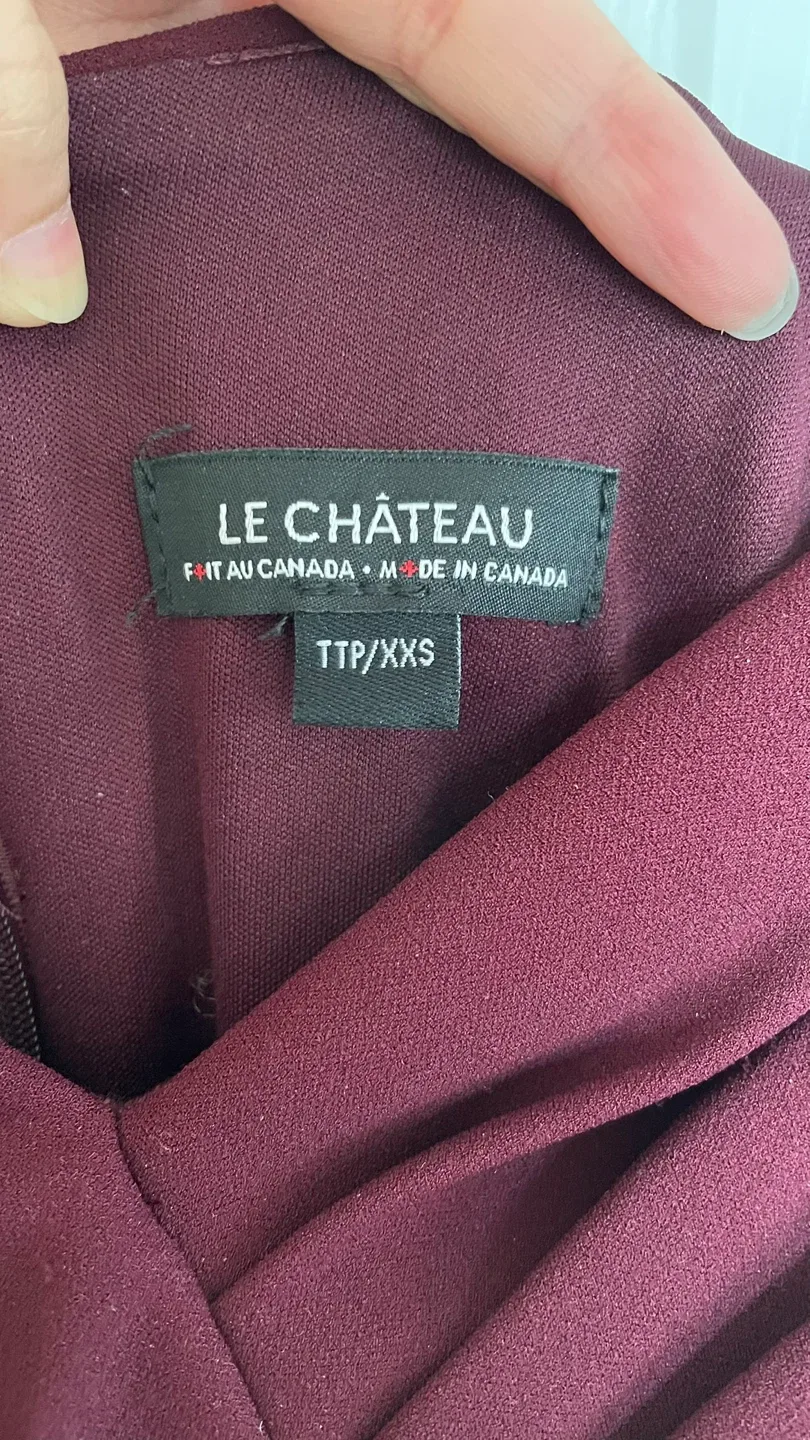 LE CHÂTEAU
FAIT AU CANADA • MADE IN CANADA
TTP/XXS